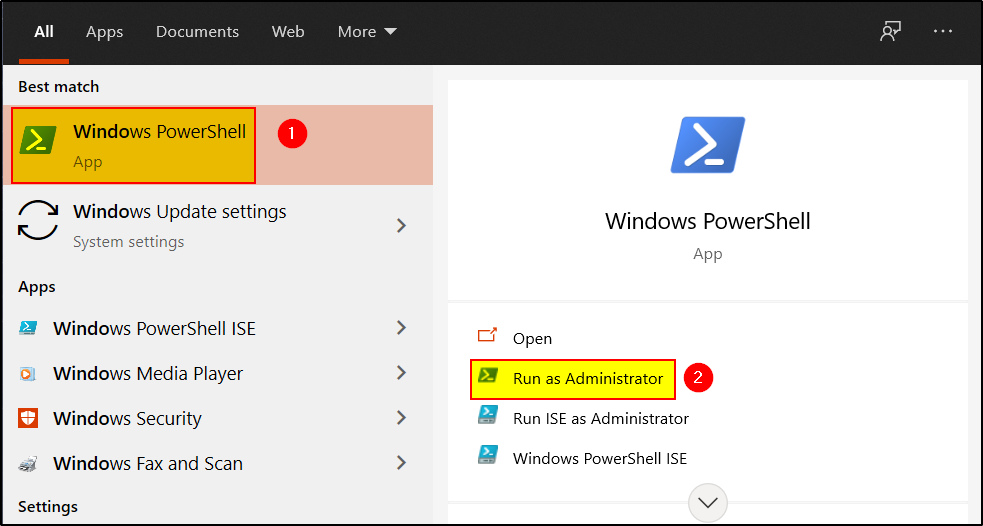 All Apps Documents Web More
Best match
Windows PowerShell
App
1
Windows Update settings
System settings
Apps
Windows PowerShell ISE
Windows Media Player
Windows Security
Windows Fax and Scan
Settings
Windows PowerShell
App
Open
Run as Administrator
2
Run ISE as Administrator
Windows PowerShell ISE